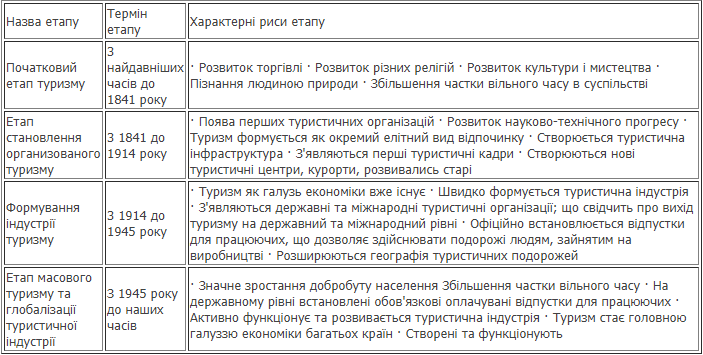 Назва етапу
Термін
етапу
Характерні риси етапу
Початковий
етап туризму
З
найдавніших
часів до
1841 року
· Розвиток торгівлі · Розвиток різних релігій · Розвиток культури і мистецтва ·
Пізнання людиною природи · Збільшення частки вільного часу в суспільстві
Етап
становлення
организованого
туризму
З 1841 до
1914 року
· Поява перших туристичних організацій · Розвиток науково-технічного прогресу ·
Туризм формується як окремий елітний вид відпочинку · Створюється туристична
інфраструктура · З'являються перші туристичні кадри · Створюються нові
туристичні центри, курорти, розвивались старі
Формування
індустрії
туризму
З 1914 до
1945 року
· Туризм як галузь економіки вже існує · Швидко формується туристична індустрія
· З'являються державні та міжнародні туристичні організації; що свідчить про вихід
туризму на державний та міжнародний рівні · Офіційно встановлюється відпустки
для працюючих, що дозволяє здійснювати подорожі людям, зайнятим на
виробництві · Розширюються географія туристичних подорожей
Етап масового
туризму та
глобалізації
туристичної
індустрії
З 1945 року
до наших
часів
· Значне зростання добробуту населення Збільшення частки вільного часу · На
державному рівні встановлені обов'язкові оплачувані відпустки для працюючих ·
Активно функціонує та розвивається туристична індустрія · Туризм стає головною
галуззю економіки багатьох країн · Створені та функціонують